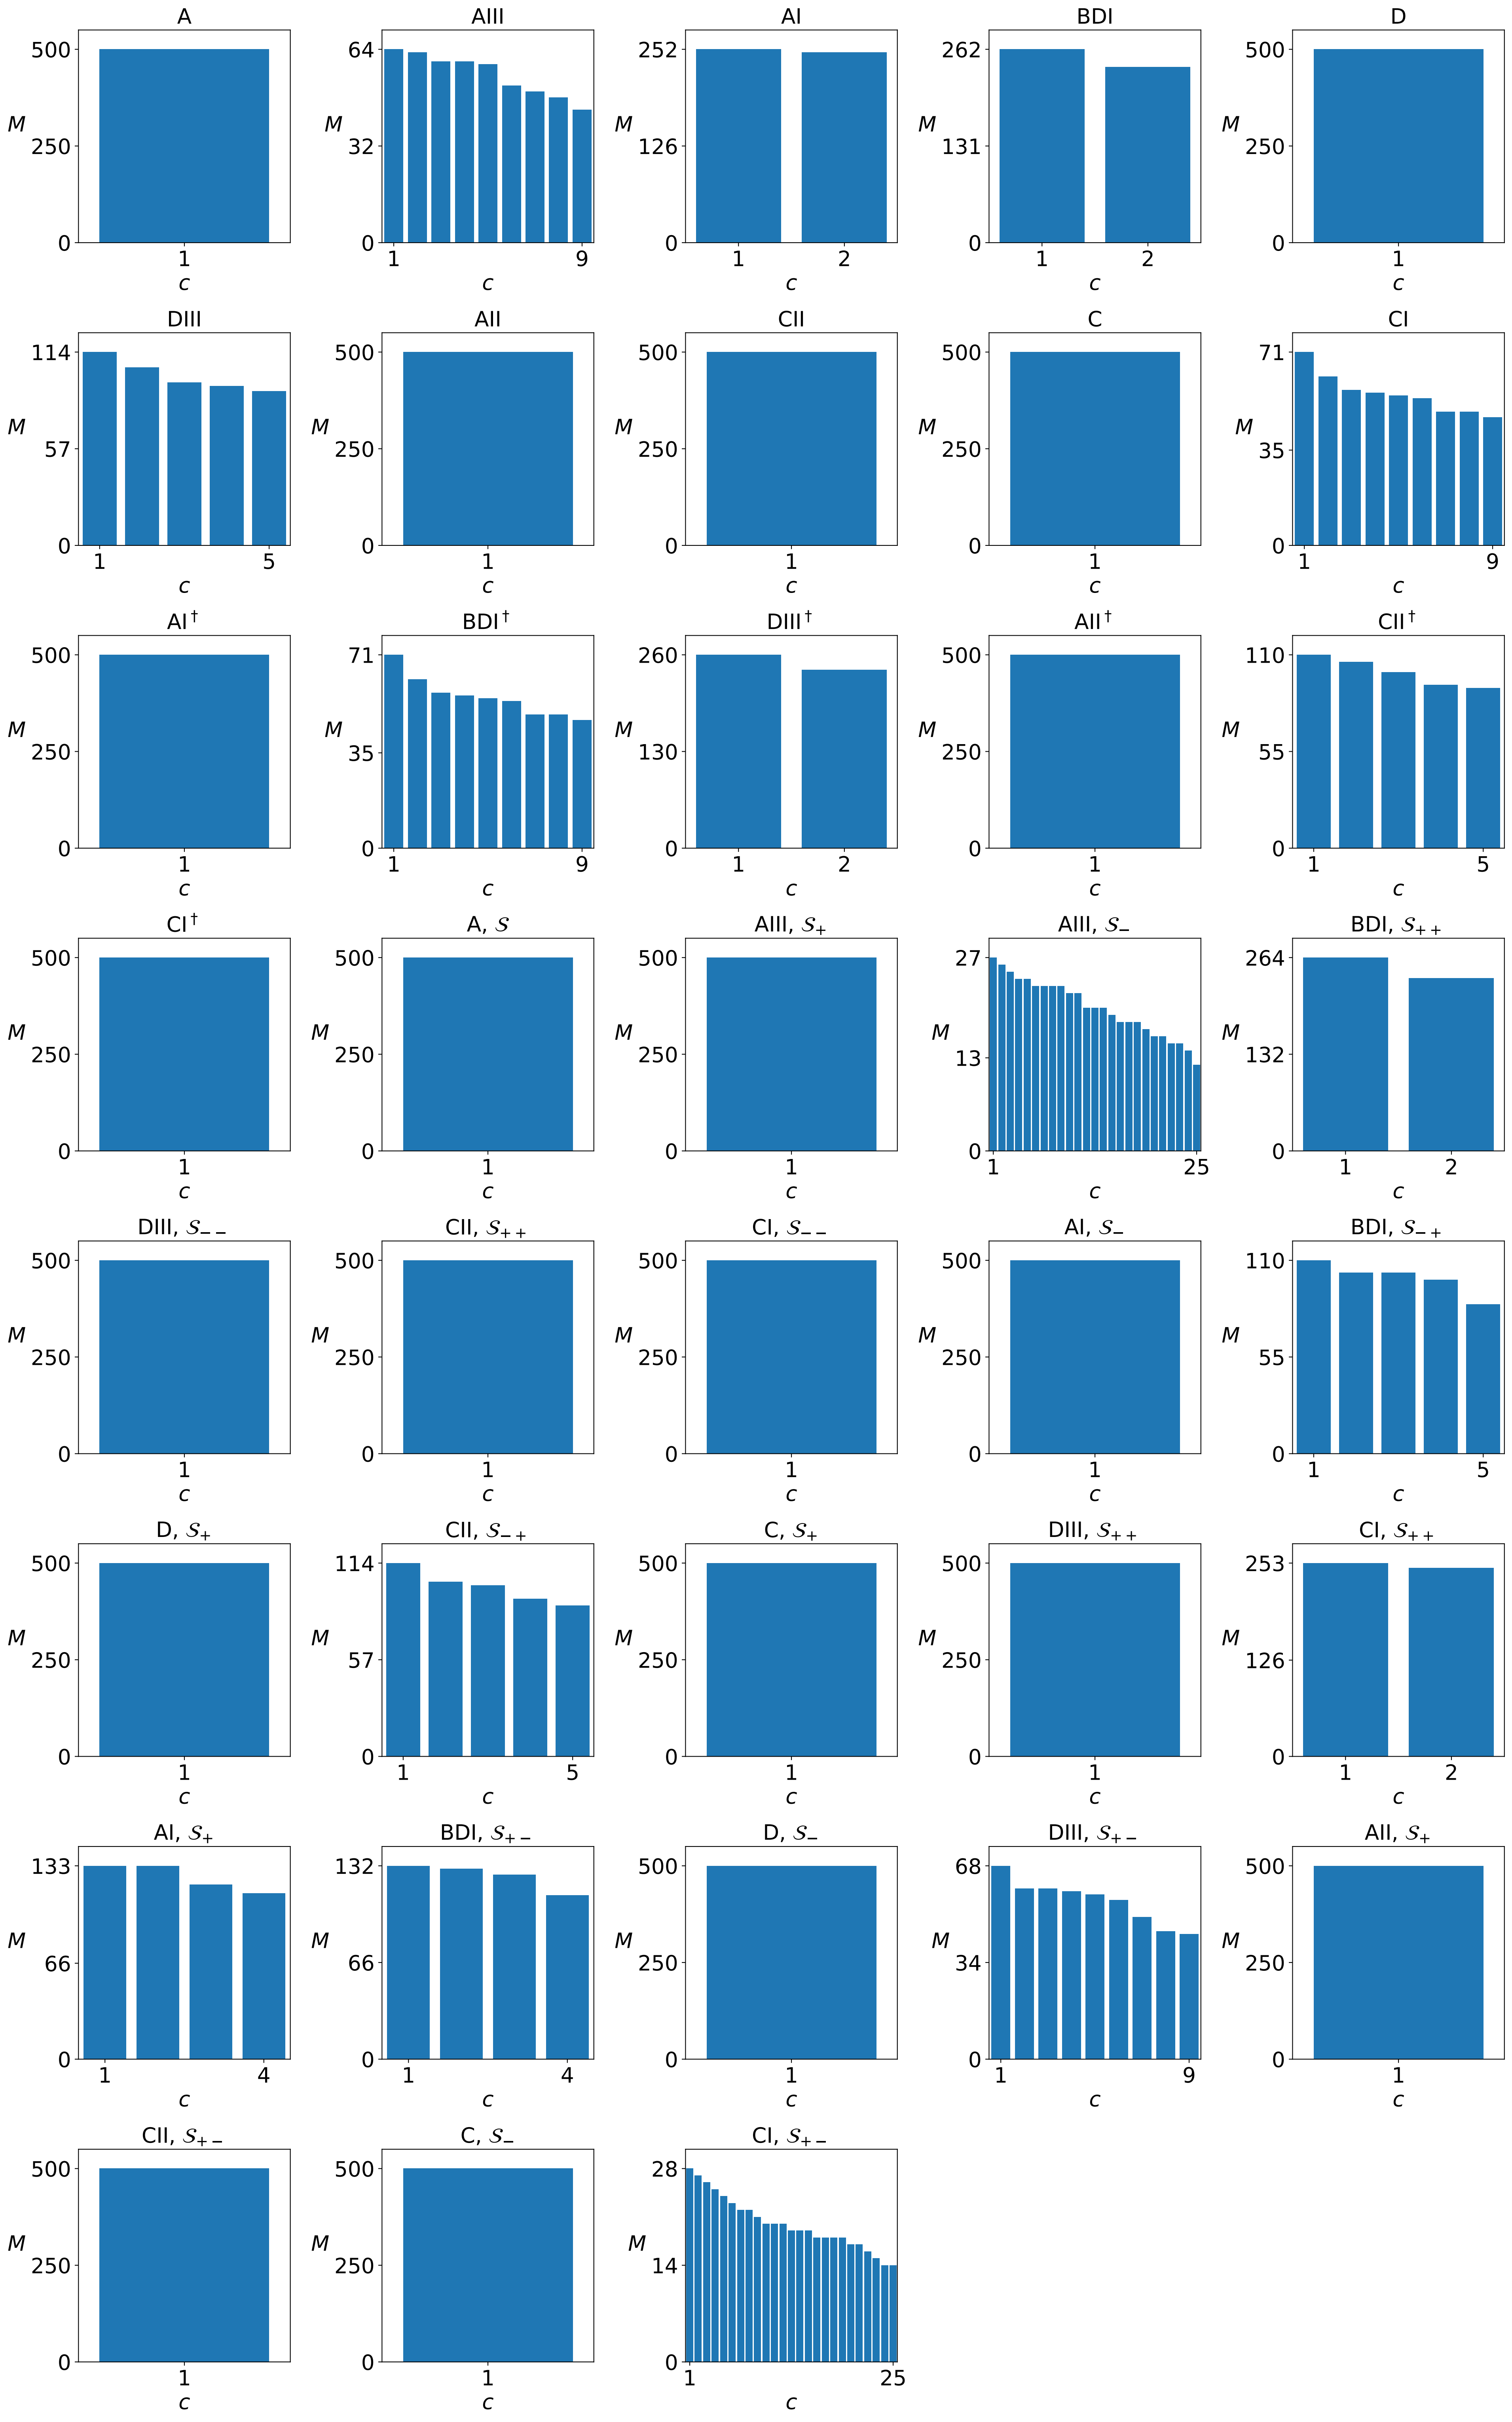 A AIII AI BDI D
500 64 252 262 500
M M M M M
250 32 126 131 250
0 0 0 0 0
1 1 9 1 2 1 2 1
c c c c c
DIII AII CII C CI
114 500 500 500 71
M M M M M
57 250 250 250 35
0 0 0 0 0
1 5 1 1 1 1 9
c c c c c
AI† BDI† DIII† AII† CII†
500 71 260 500 110
M M M M M
250 35 130 250 55
0 0 0 0 0
1 1 9 1 2 1 1 5
c c c c c
CI† A, 𝒮 AIII, 𝒮₊ AIII, 𝒮₋ BDI, 𝒮₊₊
500 500 500 27 264
M M M M M
250 250 250 13 132
0 0 0 0 0
1 1 1 1 25 1 2
c c c c c
DIII, 𝒮₋₋ CII, 𝒮₊₊ CI, 𝒮₋₋ AI, 𝒮₋ BDI, 𝒮₋₊
500 500 500 500 110
M M M M M
250 250 250 250 55
0 0 0 0 0
1 1 1 1 1 5
c c c c c
D, 𝒮₊ CII, 𝒮₋₊ C, 𝒮₊ DIII, 𝒮₊₊ CI, 𝒮₊₊
500 114 500 500 253
M M M M M
250 57 250 250 126
0 0 0 0 0
1 1 5 1 1 1 2
c c c c c
AI, 𝒮₊ BDI, 𝒮₊₋ D, 𝒮₋ DIII, 𝒮₊₋ AII, 𝒮₊
133 132 500 68 500
M M M M M
66 66 250 34 250
0 0 0 0 0
1 4 1 4 1 1 9 1
c c c c c
CII, 𝒮₊₋ C, 𝒮₋ CI, 𝒮₊₋
500 500 28
M M M
250 250 14
0 0 0
1 1 1 25
c c c